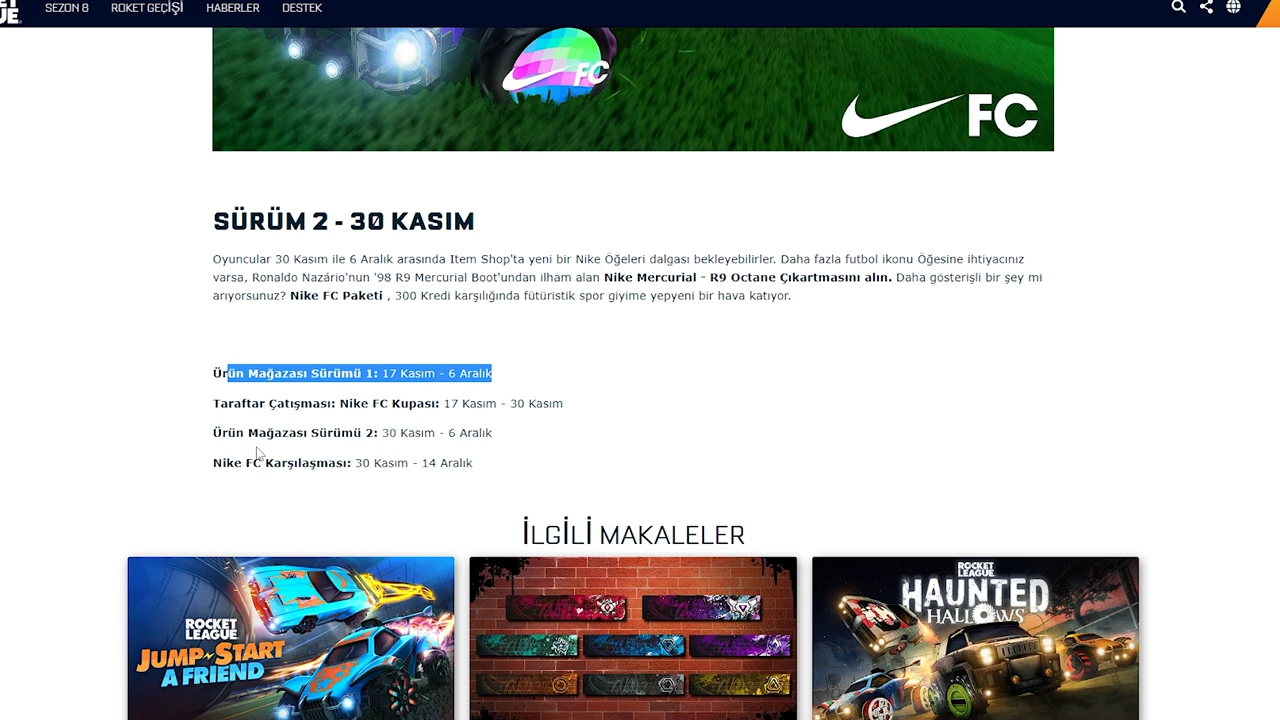 ET
UE
SEZON 8 ROKET GEÇİŞİ HABERLER DESTEK
FC
FC
SÜRÜM 2 - 30 KASIM
Oyuncular 30 Kasım ile 6 Aralık arasında Item Shop'ta yeni bir Nike Öğeleri dalgası bekleyebilirler. Daha fazla futbol ikonu Öğesine ihtiyacınız
varsa, Ronaldo Nazário'nun '98 R9 Mercurial Boot'undan ilham alan Nike Mercurial - R9 Octane Çıkartmasını alın. Daha gösterişli bir şey mi
arıyorsunuz? Nike FC Paketi , 300 Kredi karşılığında fütüristik spor giyime yepyeni bir hava katıyor.
Ürün Mağazası Sürümü 1: 17 Kasım - 6 Aralık
Taraftar Çatışması: Nike FC Kupası: 17 Kasım - 30 Kasım
Ürün Mağazası Sürümü 2: 30 Kasım - 6 Aralık
Nike FC Karşılaşması: 30 Kasım - 14 Aralık
İLGİLİ MAKALELER
ROCKET
LEAGUE
JUMP-START
A FRIEND
ROCKET
LEAGUE
HAUNTED
HALLOWS